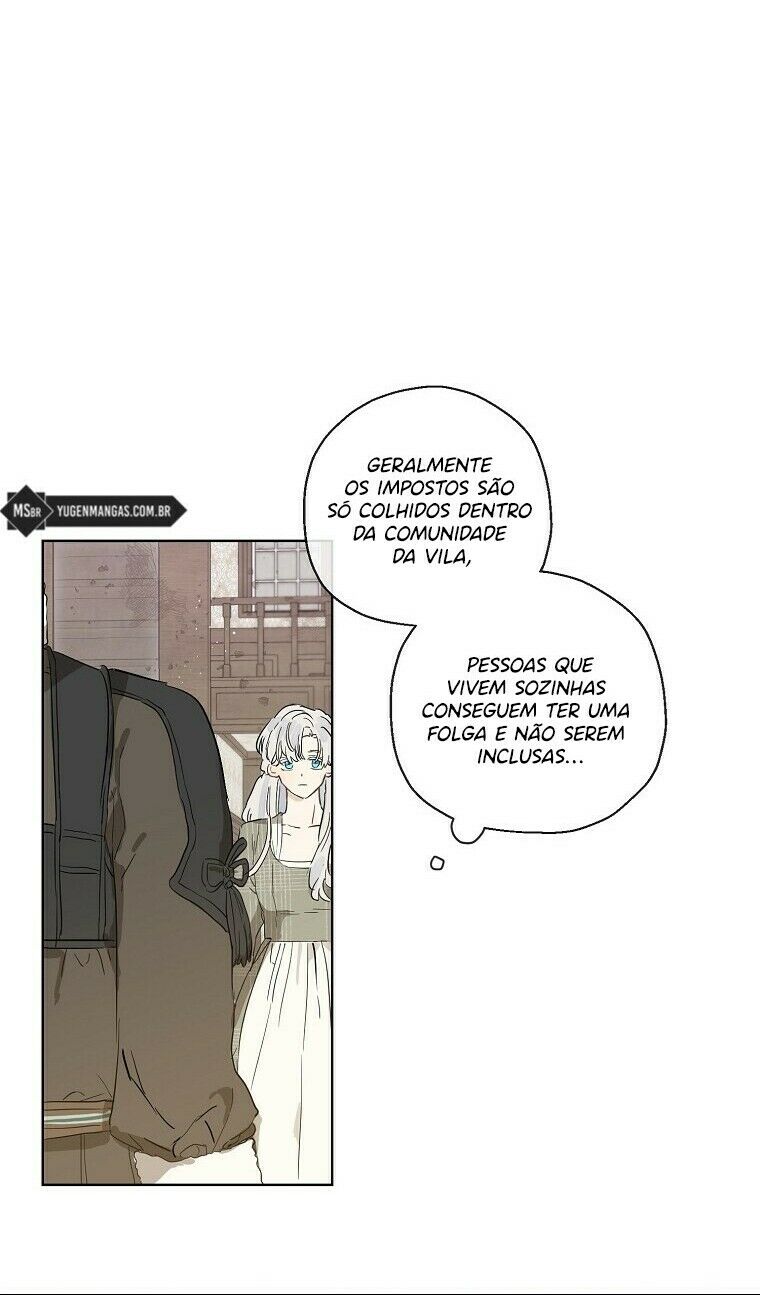 GERALMENTE
OS IMPOSTOS SÃO
SÓ COLHIDOS DENTRO
DA COMUNIDADE
DA VILA,
MSBR YUGENMANGAS.COM.BR
PESSOAS QUE
VIVEM SOZINHAS
CONSEGUEM TER UMA
FOLGA E NÃO SEREM
INCLUSAS...